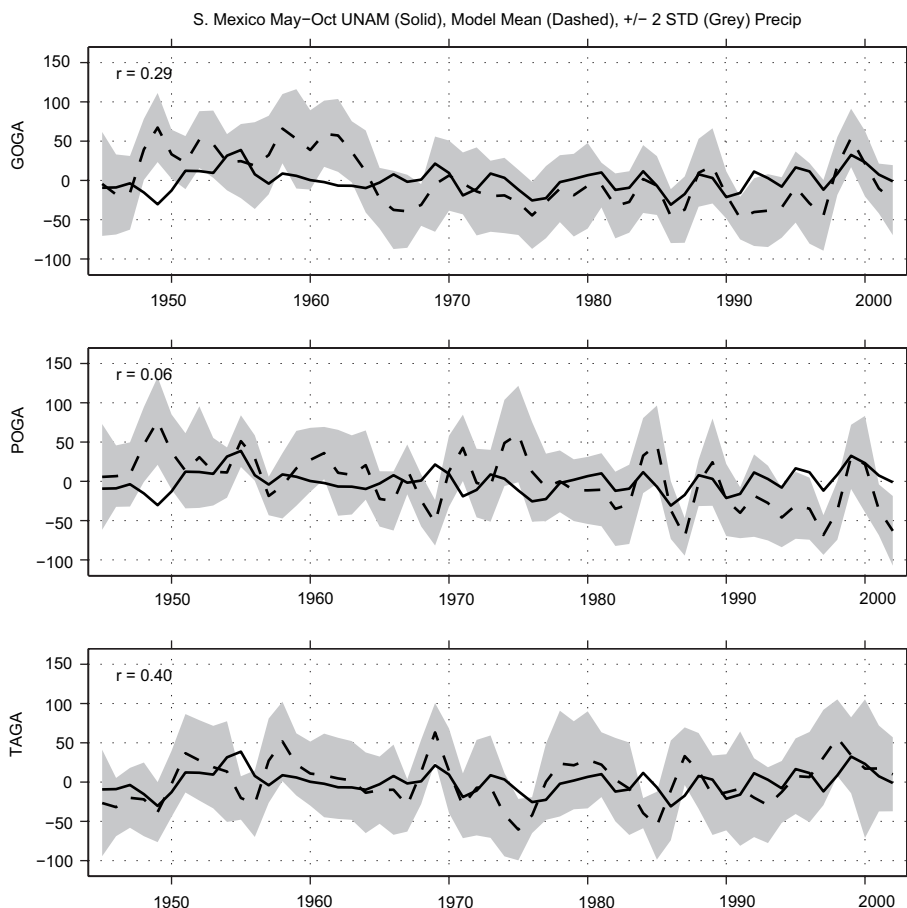 S. Mexico May−Oct UNAM (Solid), Model Mean (Dashed), +/− 2 STD (Grey) Precip
GOGA
150
100
50
0
−50
−100
r = 0.29
1950 1960 1970 1980 1990 2000
POGA
150
100
50
0
−50
−100
r = 0.06
1950 1960 1970 1980 1990 2000
TAGA
150
100
50
0
−50
−100
r = 0.40
1950 1960 1970 1980 1990 2000